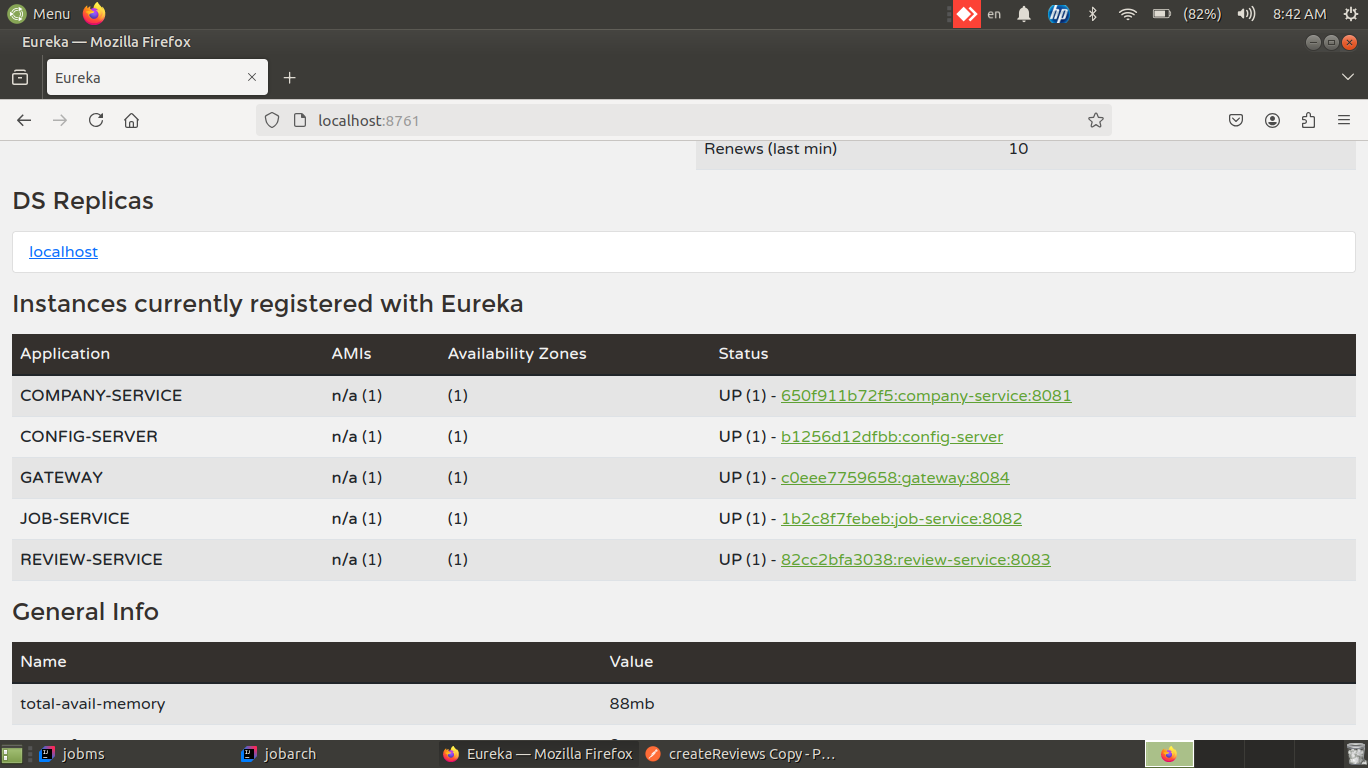 Menu en hp (82%) 8:42 AM
Eureka — Mozilla Firefox
Eureka
localhost:8761
Renews (last min) 10
DS Replicas
localhost
Instances currently registered with Eureka
Application AMIs Availability Zones Status
COMPANY-SERVICE n/a (1) (1) UP (1) - 650f911b72f5:company-service:8081
CONFIG-SERVER n/a (1) (1) UP (1) - b1256d12dfbb:config-server
GATEWAY n/a (1) (1) UP (1) - c0eee7759658:gateway:8084
JOB-SERVICE n/a (1) (1) UP (1) - 1b2c8f7febeb:job-service:8082
REVIEW-SERVICE n/a (1) (1) UP (1) - 82cc2bfa3038:review-service:8083
General Info
Name Value
total-avail-memory 88mb
jobms jobarch Eureka — Mozilla Firefox createReviews Copy - P...